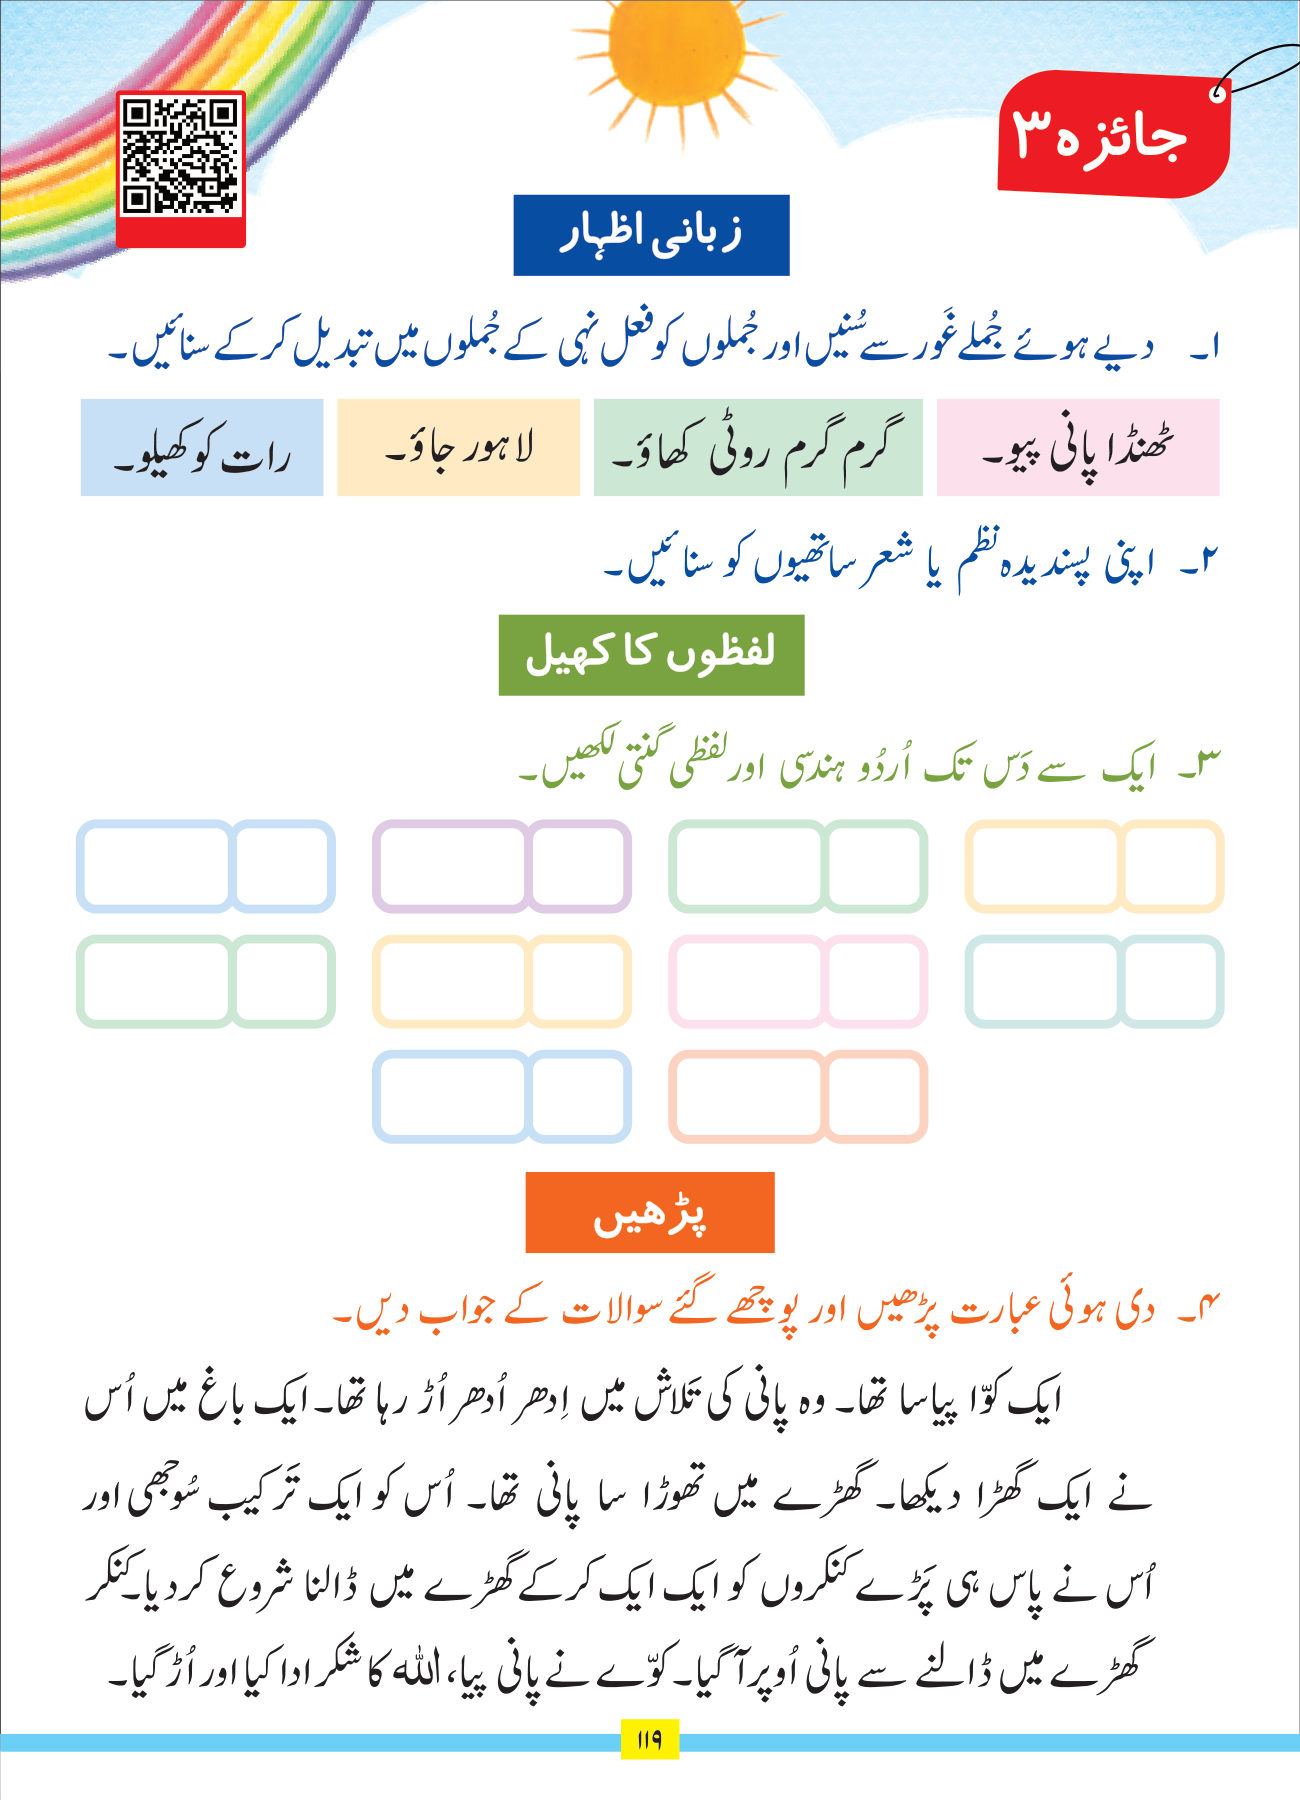 جائزہ ۳
زبانی اظہار
۱۔ دیے ہوئے جُملے غَور سے سُنیں اور جُملوں کو فعل نہی کے جُملوں میں تبدیل کر کے سنائیں۔
ٹھنڈا پانی پیو۔ گرم گرم روٹی کھاؤ۔ لاہور جاؤ۔ رات کو کھیلو۔
۲۔ اپنی پسندیدہ نظم یا شعر ساتھیوں کو سنائیں۔
لفظوں کا کھیل
۳۔ ایک سے دَس تک اُردُو ہندسی اور لفظی گنتی لکھیں۔
پڑھیں
۴۔ دی ہوئی عبارت پڑھیں اور پوچھے گئے سوالات کے جواب دیں۔
ایک کوّا پیاسا تھا۔ وہ پانی کی تَلاش میں اِدھر اُدھر اُڑ رہا تھا۔ ایک باغ میں اُس
نے ایک گھڑا دیکھا۔ گھڑے میں تھوڑا سا پانی تھا۔ اُس کو ایک تَرکیب سُوجھی اور
اُس نے پاس ہی پَڑے کنکروں کو ایک ایک کر کے گھڑے میں ڈالنا شروع کر دیا۔ کنکر
گھڑے میں ڈالنے سے پانی اُوپر آ گیا۔ کوّے نے پانی پیا، اللہ کا شکر ادا کیا اور اُڑ گیا۔
۱۱۹